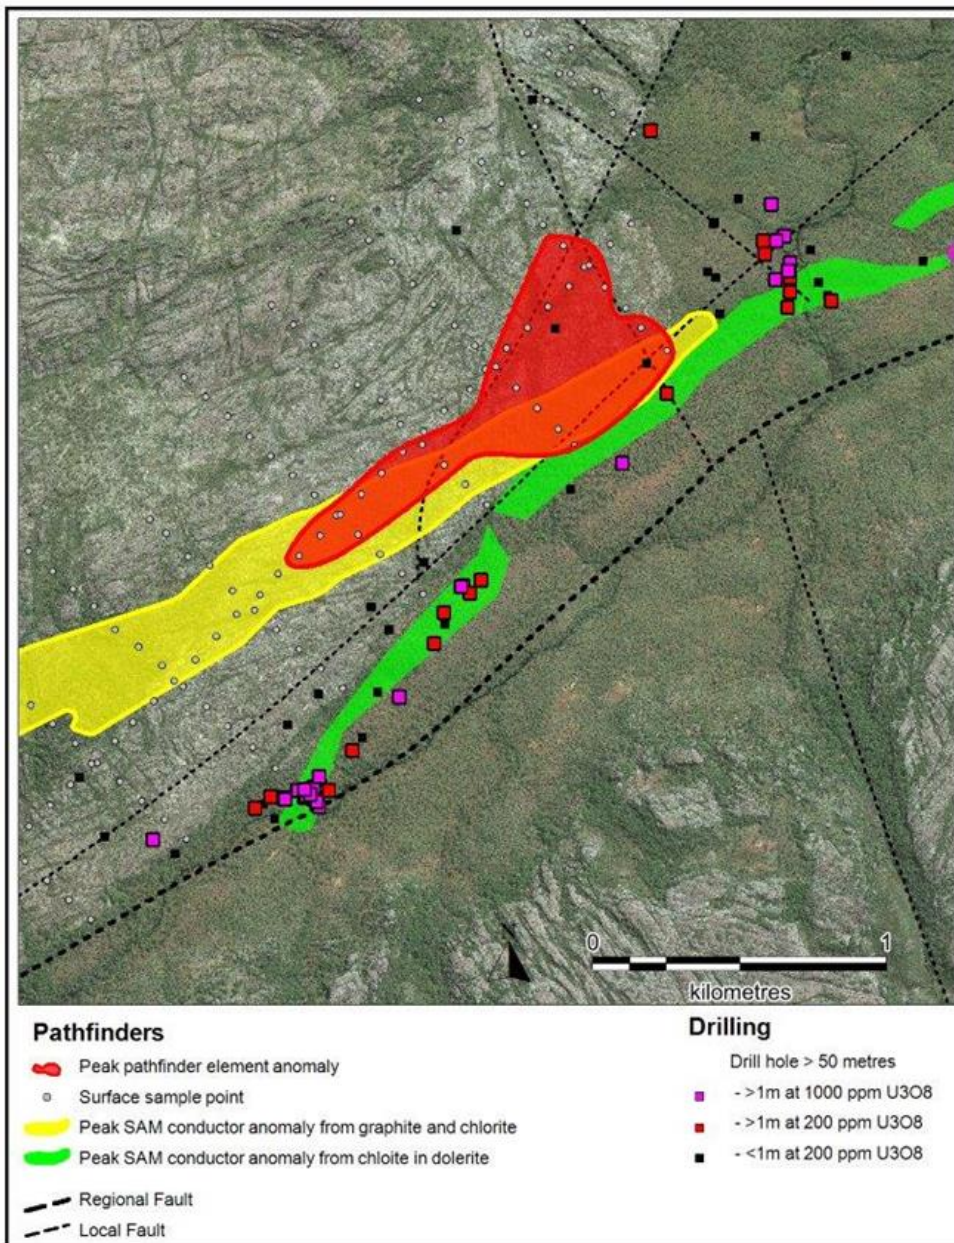 0 1
kilometres
Pathfinders
Peak pathfinder element anomaly
Surface sample point
Peak SAM conductor anomaly from graphite and chlorite
Peak SAM conductor anomaly from chloite in dolerite
Regional Fault
Local Fault
Drilling
Drill hole > 50 metres
- >1m at 1000 ppm U3O8
- >1m at 200 ppm U3O8
- <1m at 200 ppm U3O8